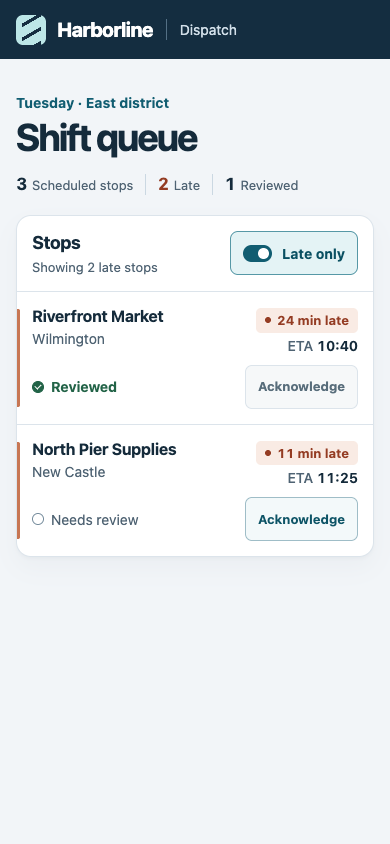 Harborline
Dispatch
Tuesday · East district
Shift queue
3 Scheduled stops
2 Late
1 Reviewed
Stops
Showing 2 late stops
Late only
Riverfront Market
24 min late
Wilmington
ETA 10:40
Reviewed
Acknowledge
North Pier Supplies
11 min late
New Castle
ETA 11:25
Needs review
Acknowledge